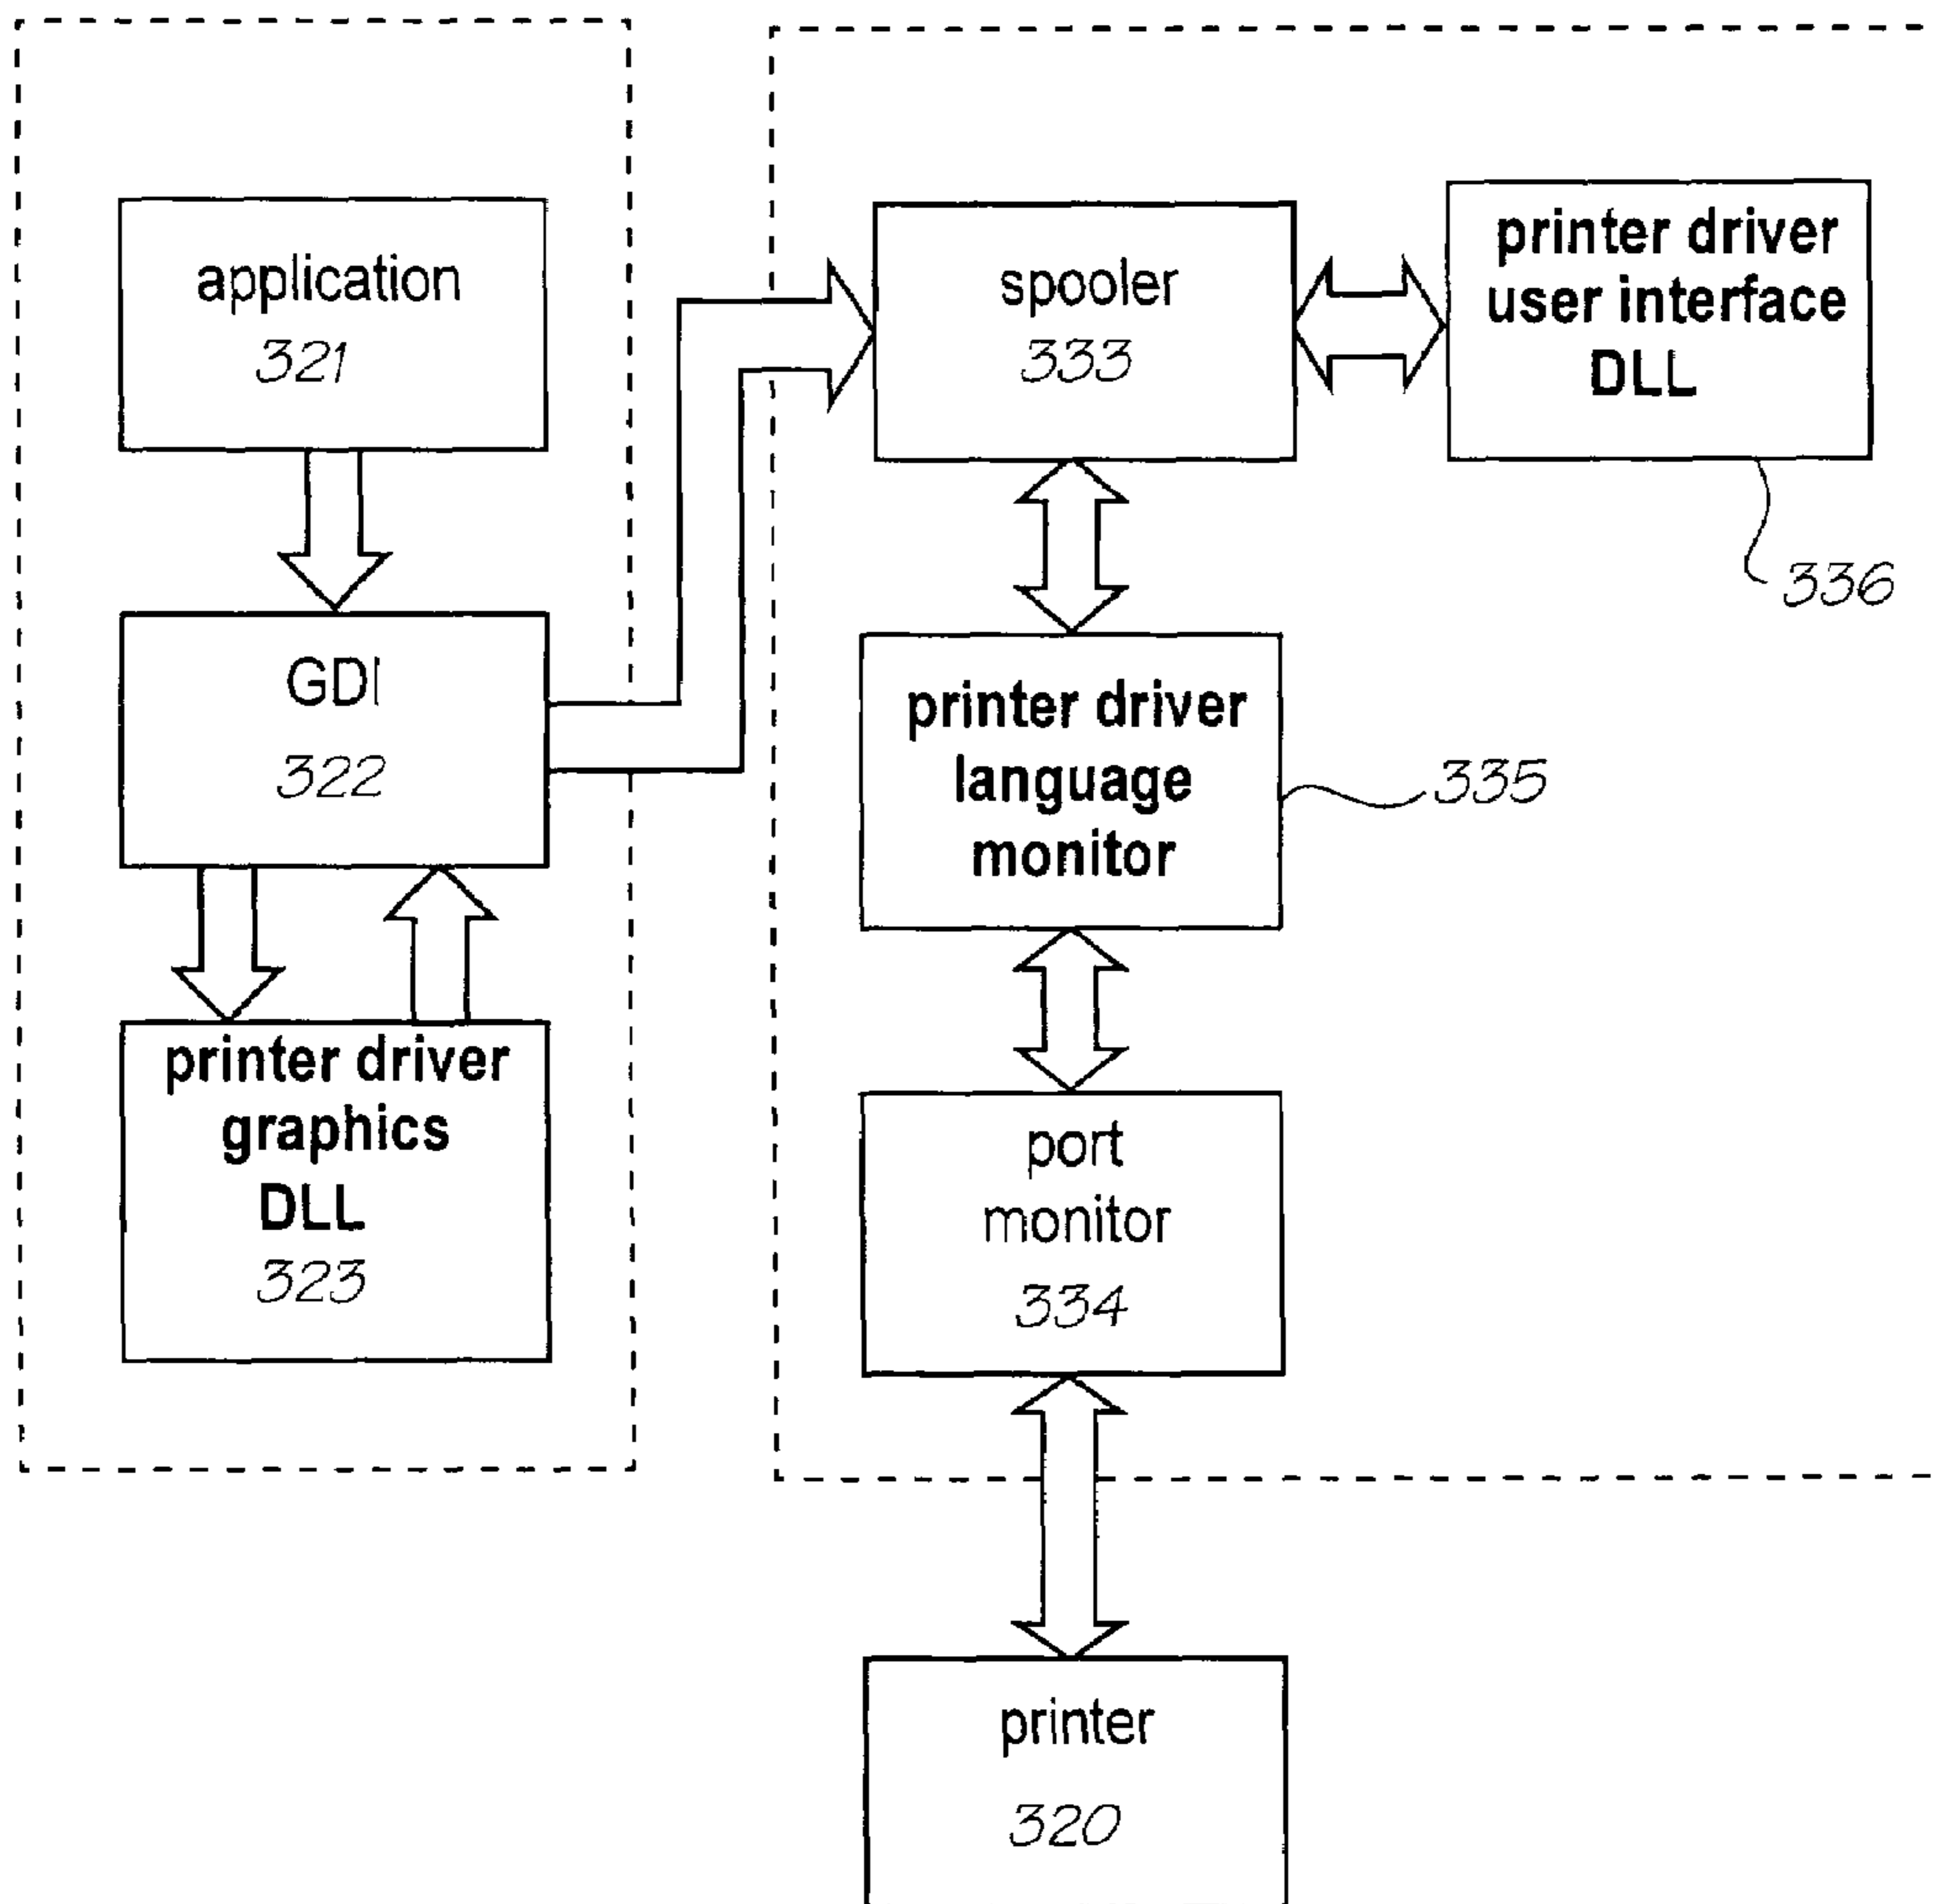 application
321
GDI
322
printer driver
graphics
DLL
323
spooler
333
printer driver
user interface
DLL
336
printer driver
language
monitor
335
port
monitor
334
printer
320